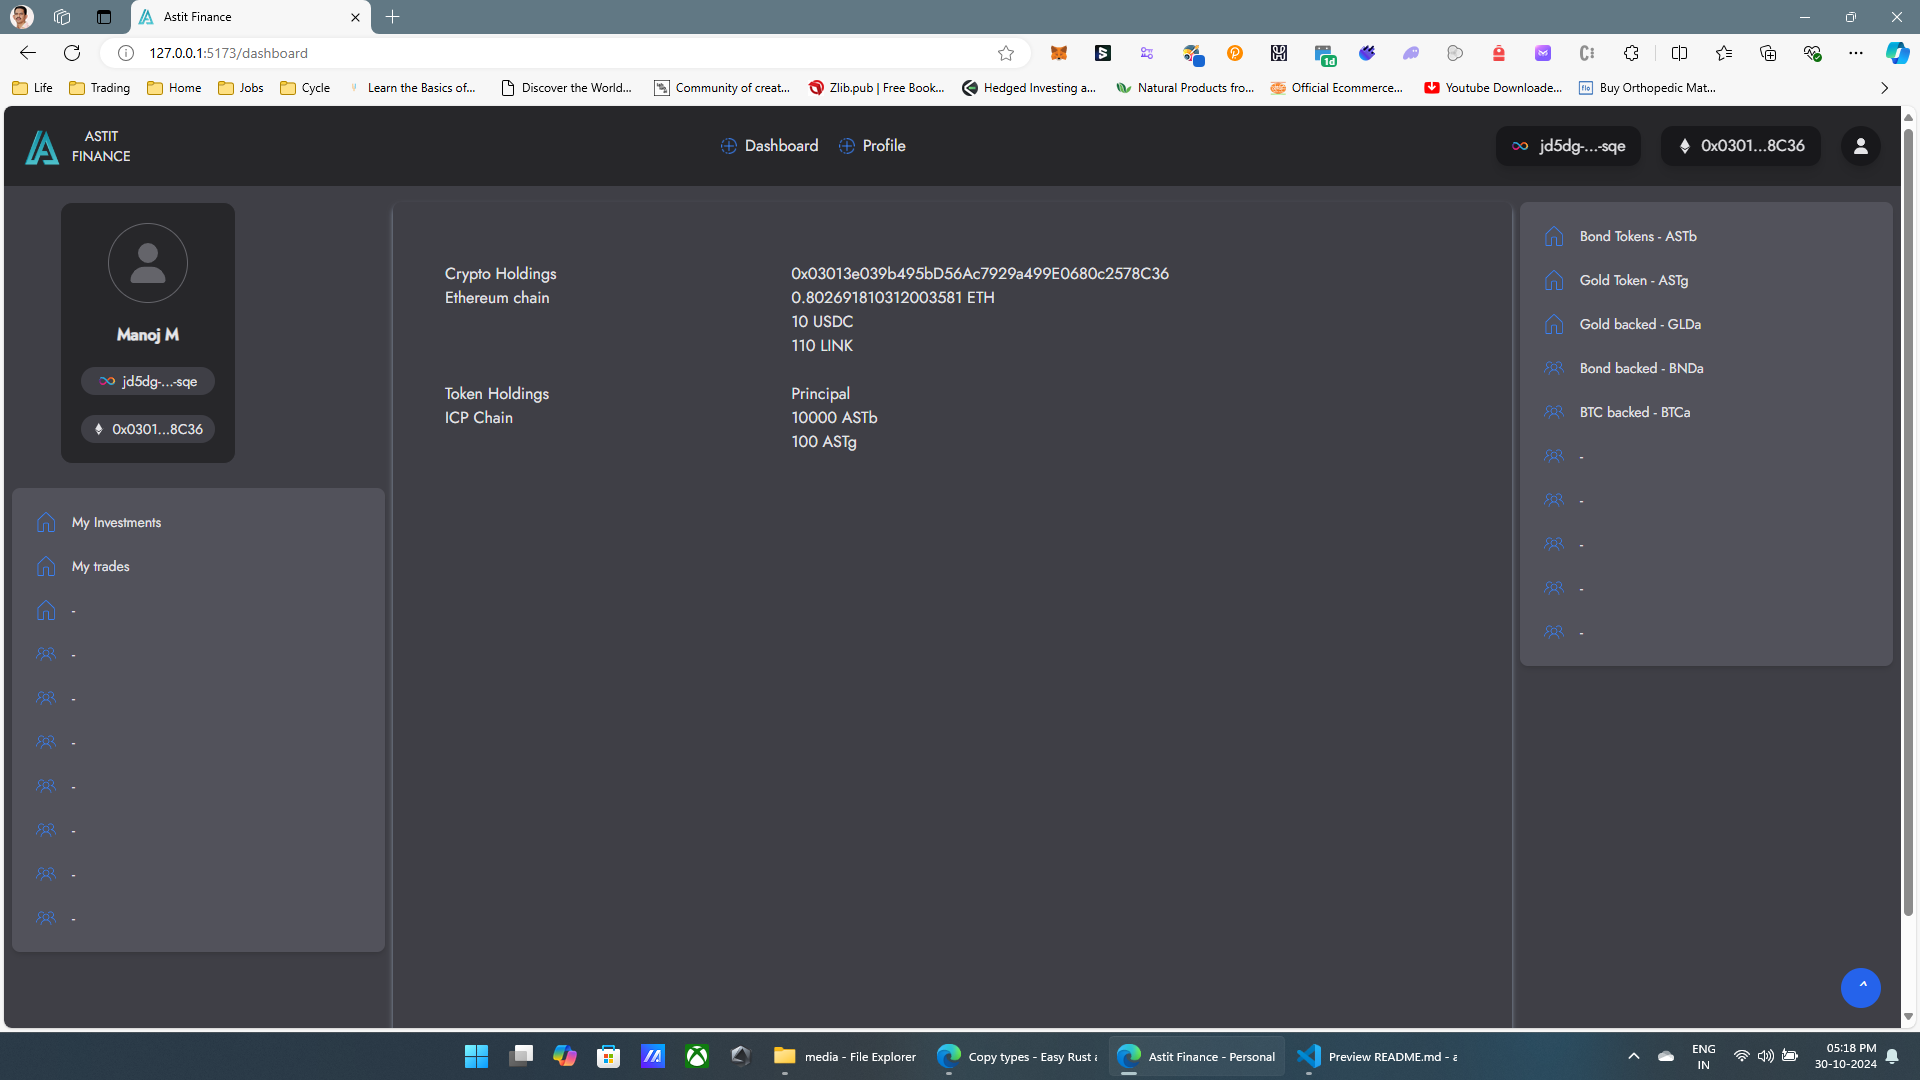 Astit Finance
127.0.0.1:5173/dashboard
1d
Life
Trading
Home
Jobs
Cycle
Learn the Basics of...
Discover the World...
Community of creat...
Zlib.pub | Free Book...
Hedged Investing a...
Natural Products fro...
Official Ecommerce...
Youtube Downloade...
flo
Buy Orthopedic Mat...
ASTIT
FINANCE
Dashboard
Profile
jd5dg-...-sqe
0x0301...8C36
Manoj M
jd5dg-...-sqe
0x0301...8C36
My Investments
My trades
-
-
-
-
-
-
-
-
Crypto Holdings
0x03013e039b495bD56Ac7929a499E0680c2578C36
Ethereum chain
0.802691810312003581 ETH
10 USDC
110 LINK
Token Holdings
Principal
ICP Chain
10000 ASTb
100 ASTg
Bond Tokens - ASTb
Gold Token - ASTg
Gold backed - GLDa
Bond backed - BNDa
BTC backed - BTCa
-
-
-
-
-
^
media - File Explorer
Copy types - Easy Rust a
Astit Finance - Personal
Preview README.md - a
ENG
IN
05:18 PM
30-10-2024